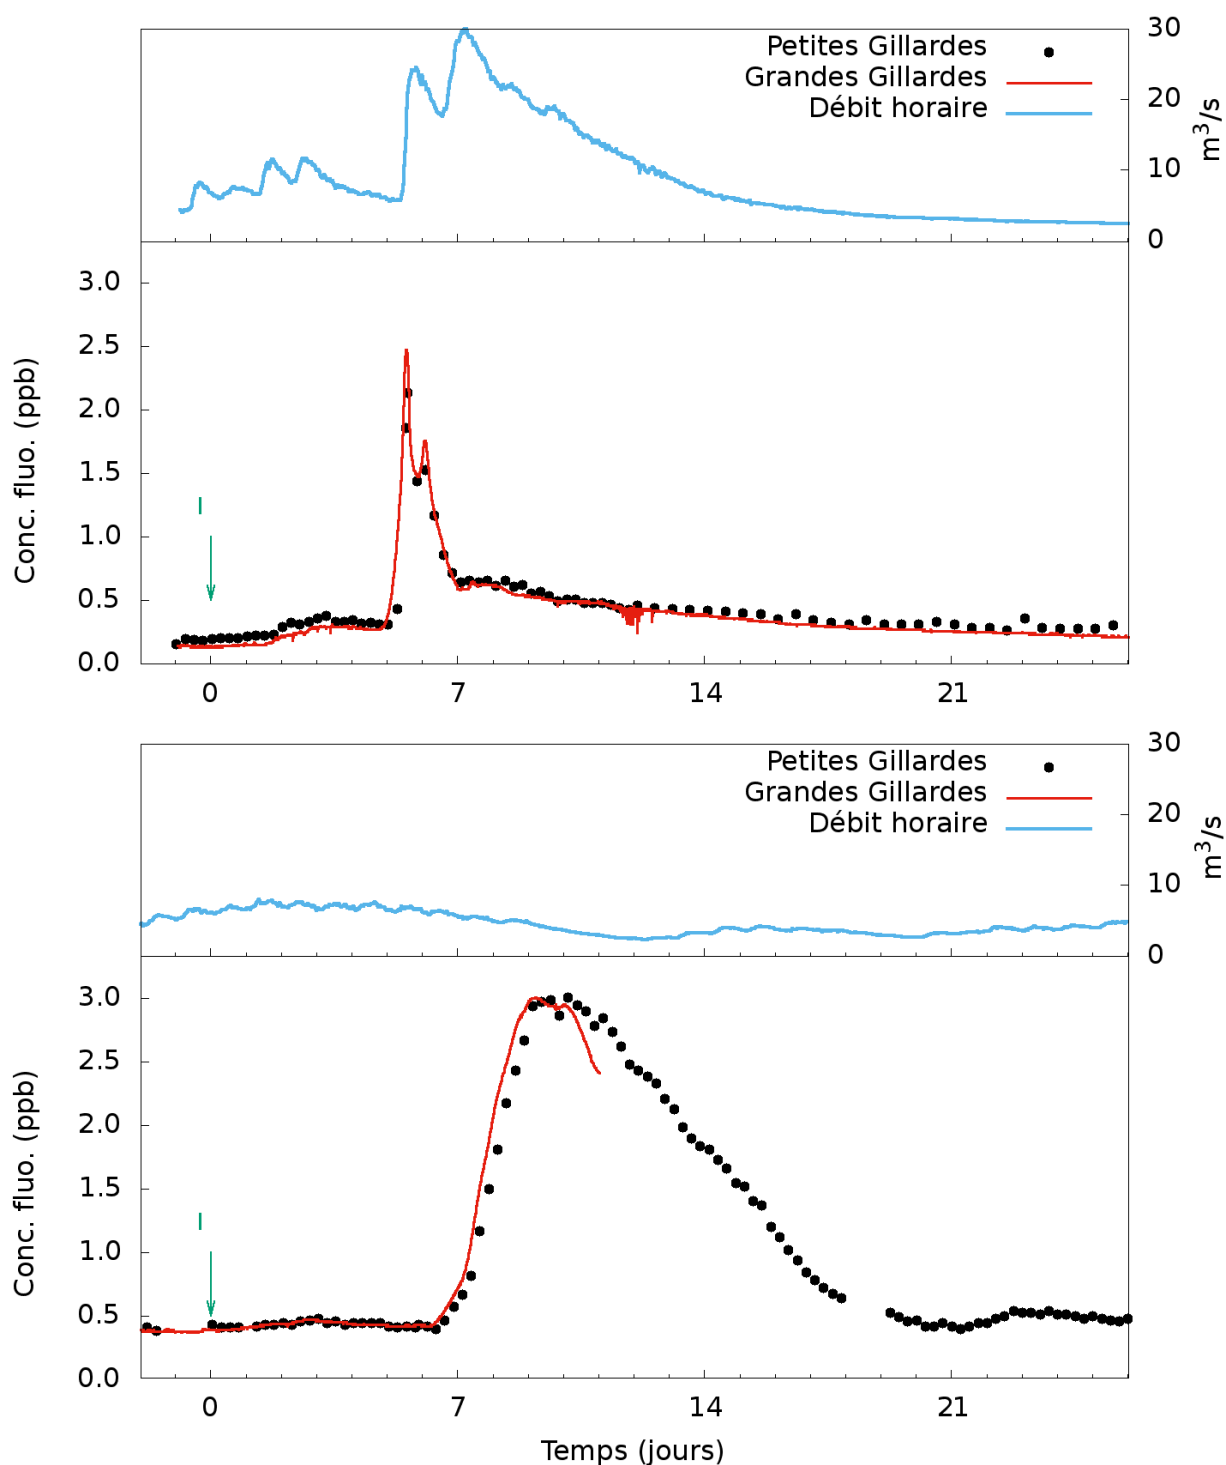 Petites Gillardes
Grandes Gillardes
Débit horaire
30
20
10
0
m³/s
3.0
2.5
2.0
1.5
1.0
0.5
0.0
Conc. fluo. (ppb)
I
0 7 14 21
Petites Gillardes
Grandes Gillardes
Débit horaire
30
20
10
0
m³/s
3.0
2.5
2.0
1.5
1.0
0.5
0.0
Conc. fluo. (ppb)
I
0 7 14 21
Temps (jours)